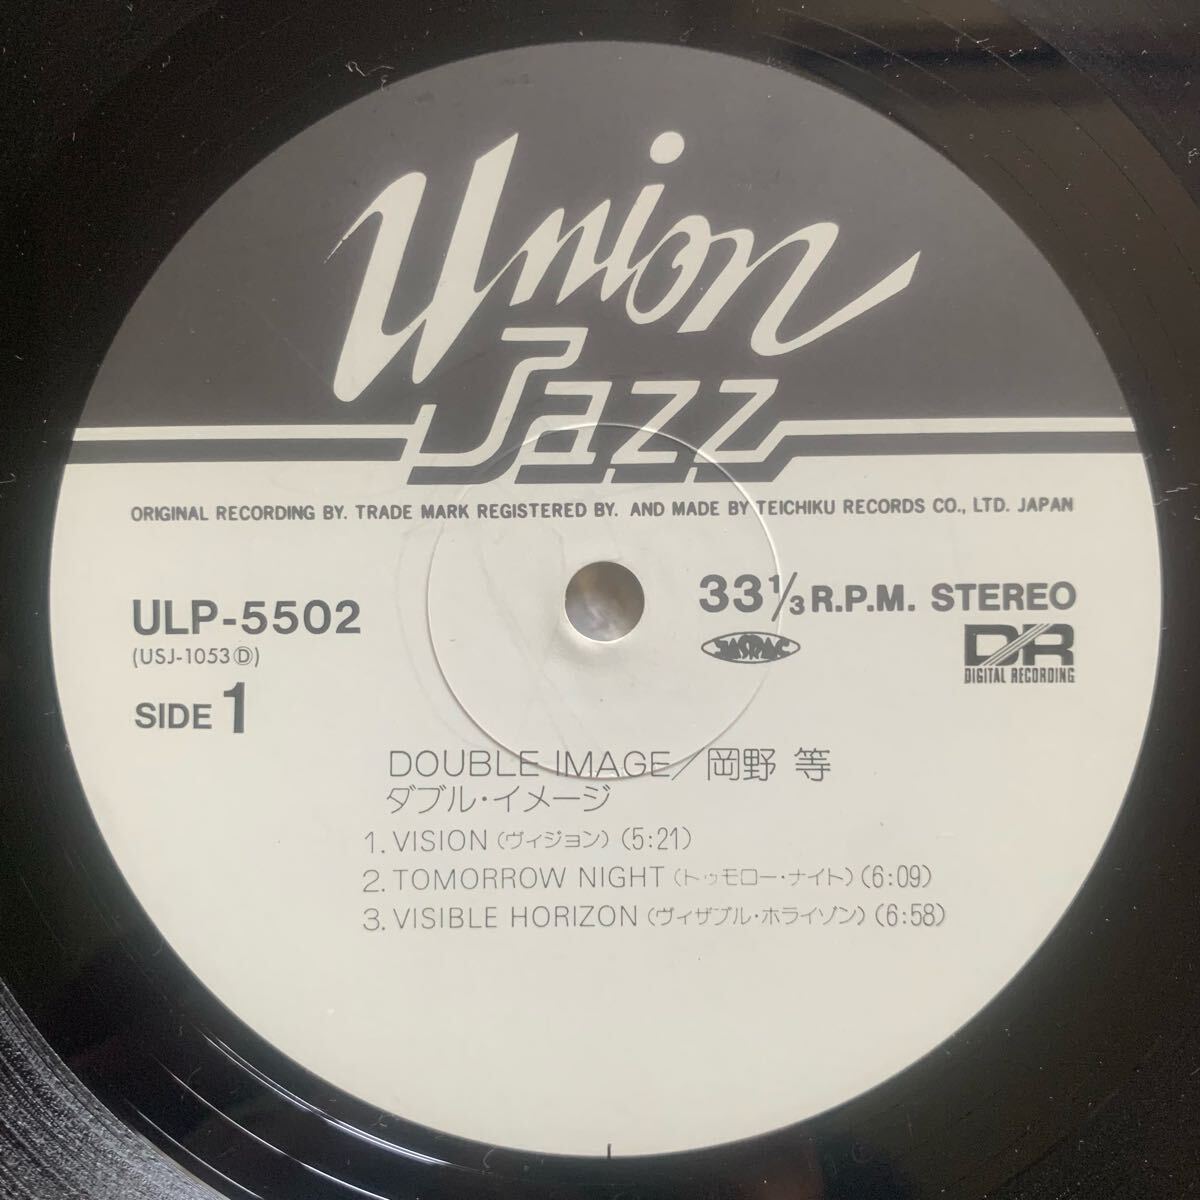 Union
Jazz
ORIGINAL RECORDING BY. TRADE MARK REGISTERED BY. AND MADE BY TEICHIKU RECORDS CO., LTD. JAPAN
ULP-5502
(USJ-1053Ⓓ)
SIDE 1
33 1/3 R.P.M. STEREO
JASRAC
DR
DIGITAL RECORDING
DOUBLE IMAGE/岡野 等
ダブル・イメージ
1. VISION (ヴィジョン) (5:21)
2. TOMORROW NIGHT (トゥモロー・ナイト) (6:09)
3. VISIBLE HORIZON (ヴィザブル・ホライゾン) (6:58)